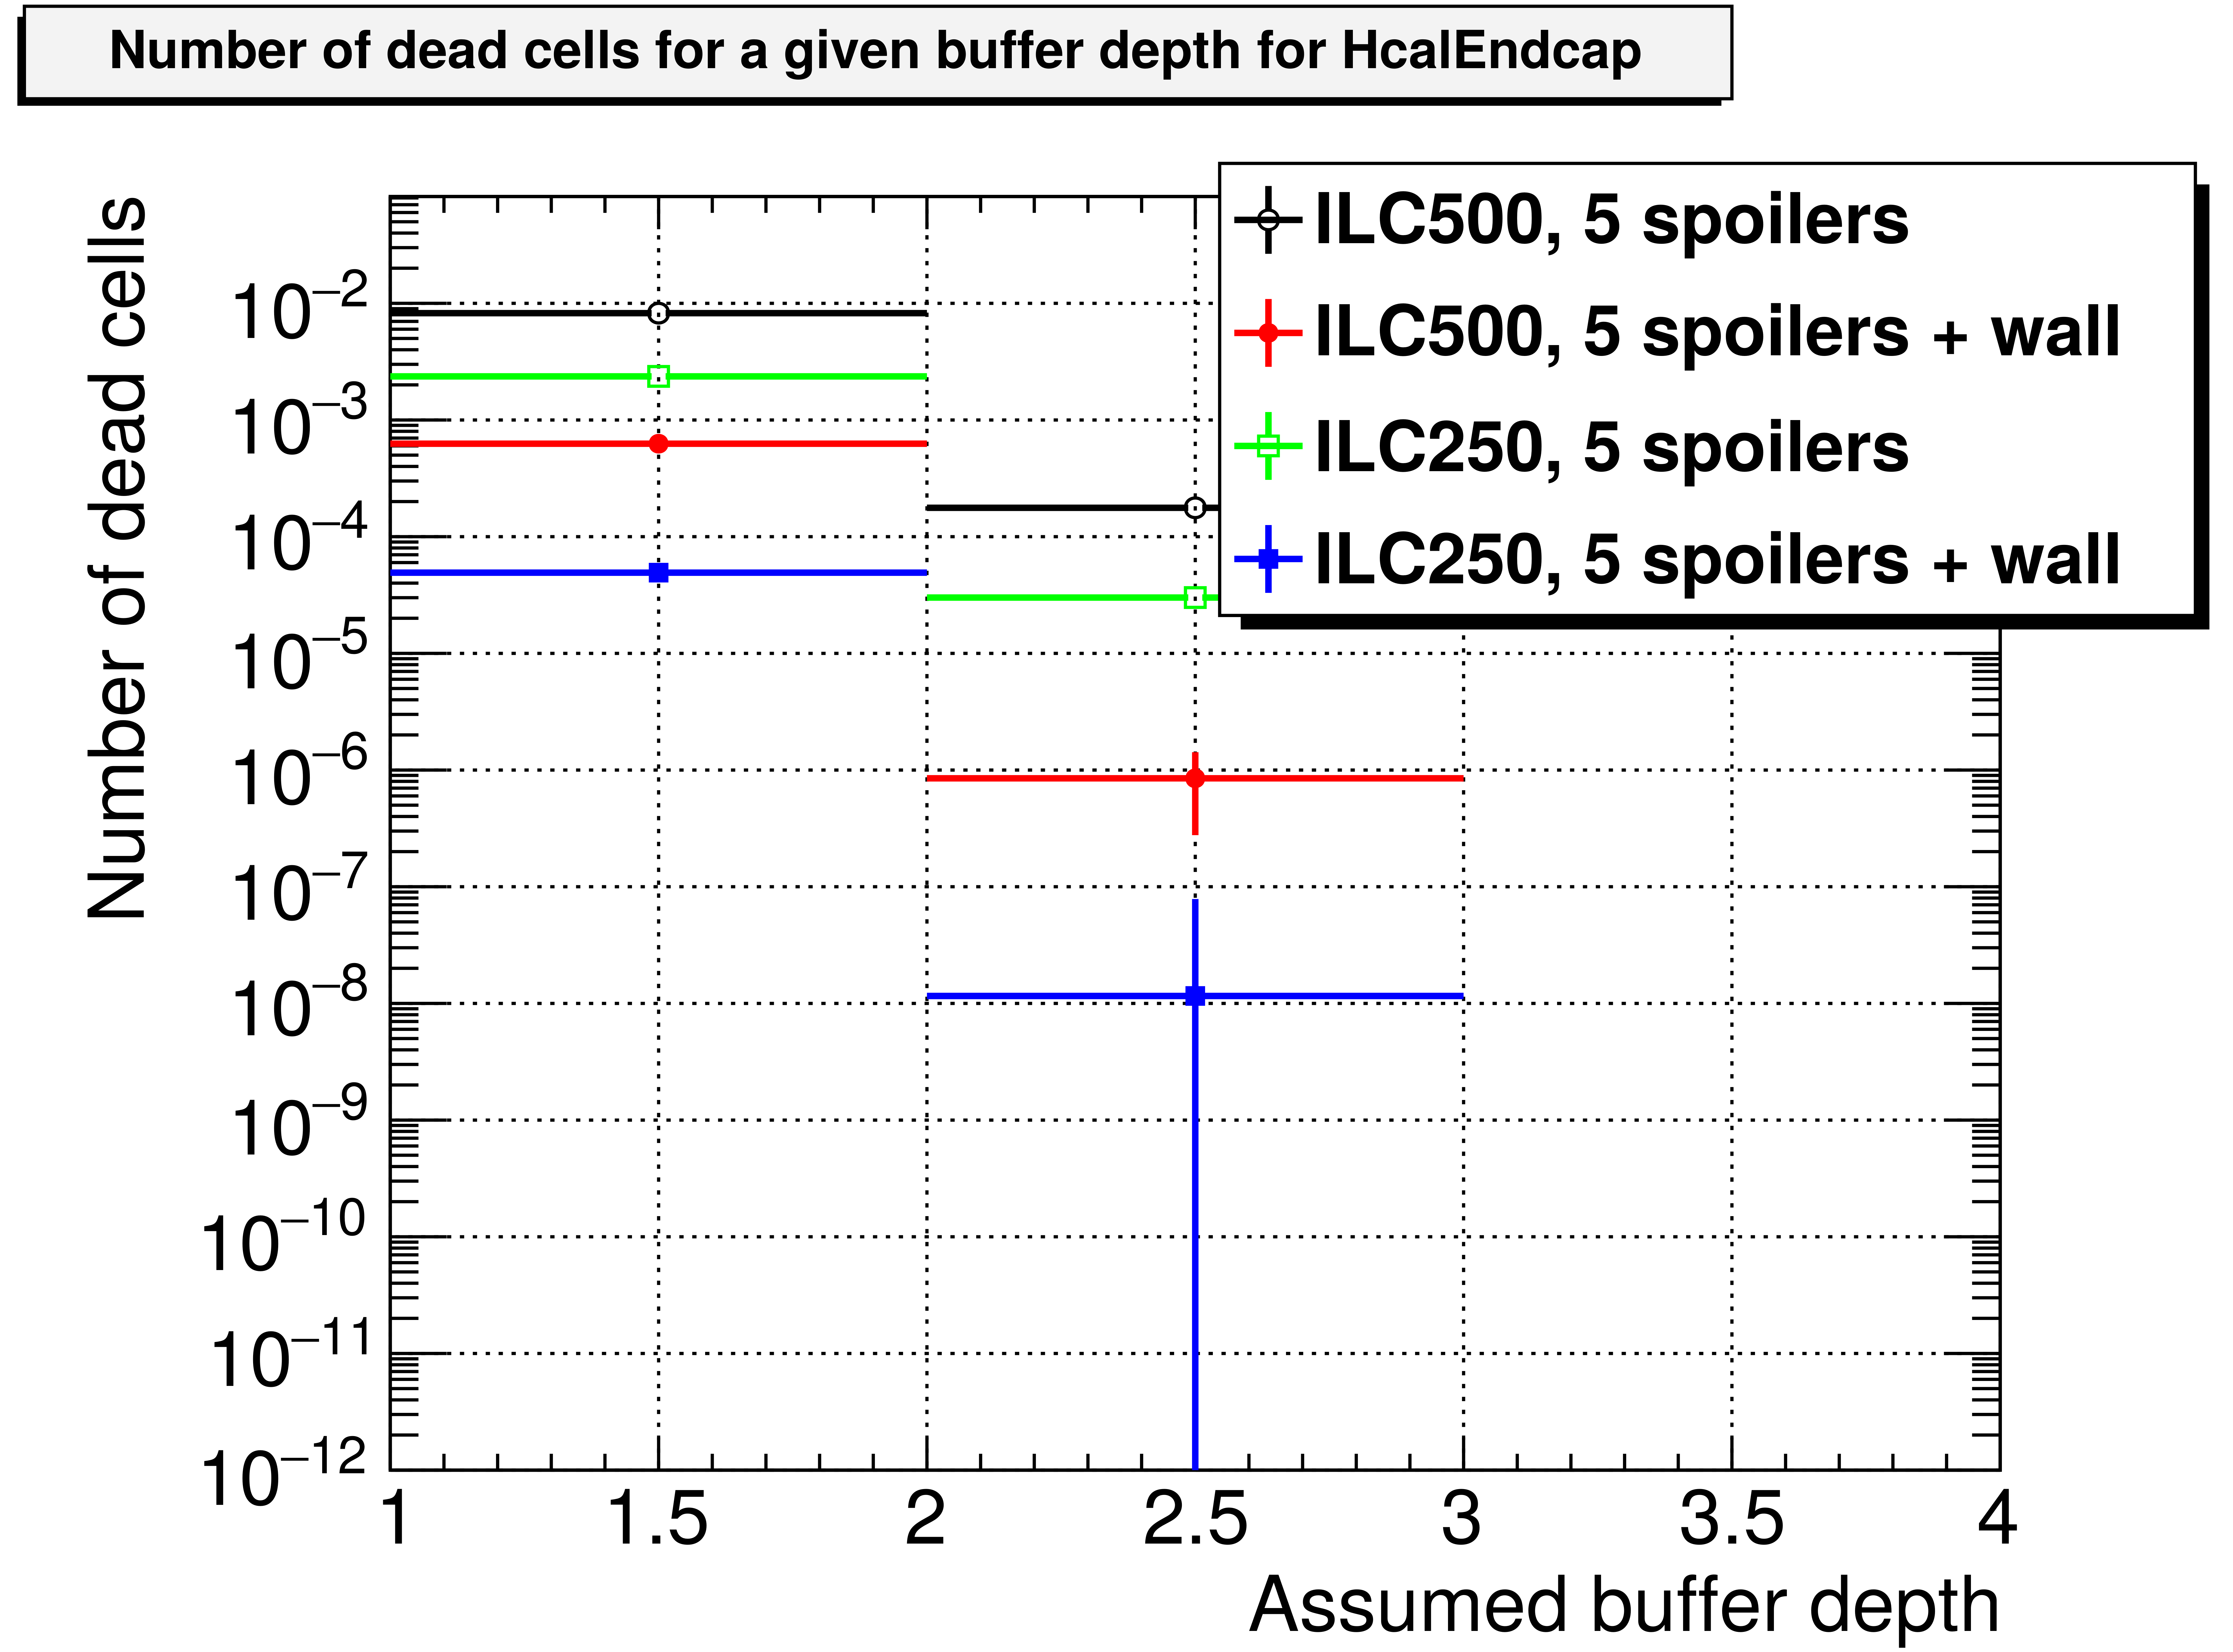 Number of dead cells for a given buffer depth for HcalEndcap
ILC500, 5 spoilers
ILC500, 5 spoilers + wall
ILC250, 5 spoilers
ILC250, 5 spoilers + wall
Number of dead cells
10−2
10−3
10−4
10−5
10−6
10−7
10−8
10−9
10−10
10−11
10−12
1 1.5 2 2.5 3 3.5 4
Assumed buffer depth